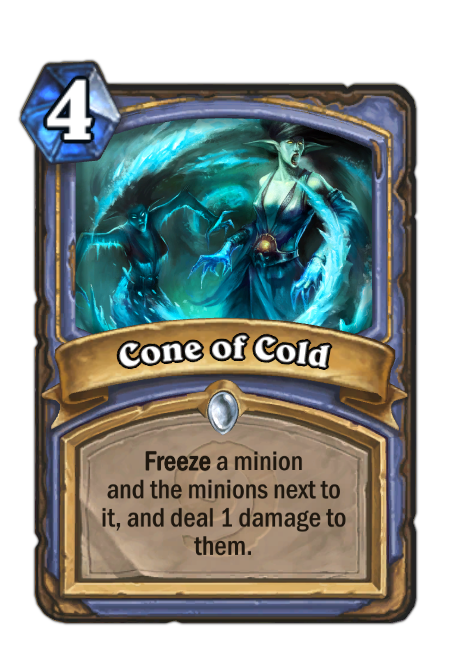 4
Cone of Cold
Freeze a minion
and the minions next to
it, and deal 1 damage to
them.